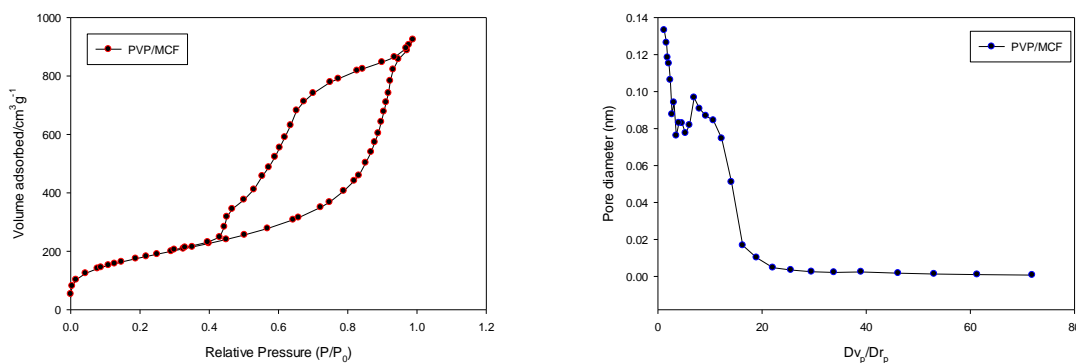 1000
800
600
400
200
0
Volume adsorbed/cm³ g⁻¹
PVP/MCF
0.0 0.2 0.4 0.6 0.8 1.0 1.2
Relative Pressure (P/P₀)
0.14
0.12
0.10
0.08
0.06
0.04
0.02
0.00
Pore diameter (nm)
PVP/MCF
0 20 40 60 80
Dvₚ/Drₚ